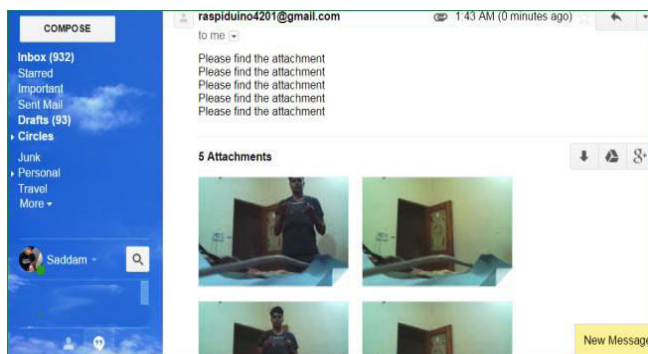 COMPOSE
Inbox (932)
Starred
Important
Sent Mail
Drafts (93)
Circles
Junk
Personal
Travel
More
Saddam
raspiduino4201@gmail.com
1:43 AM (0 minutes ago)
to me
Please find the attachment
Please find the attachment
Please find the attachment
Please find the attachment
Please find the attachment
5 Attachments
8+
New Message